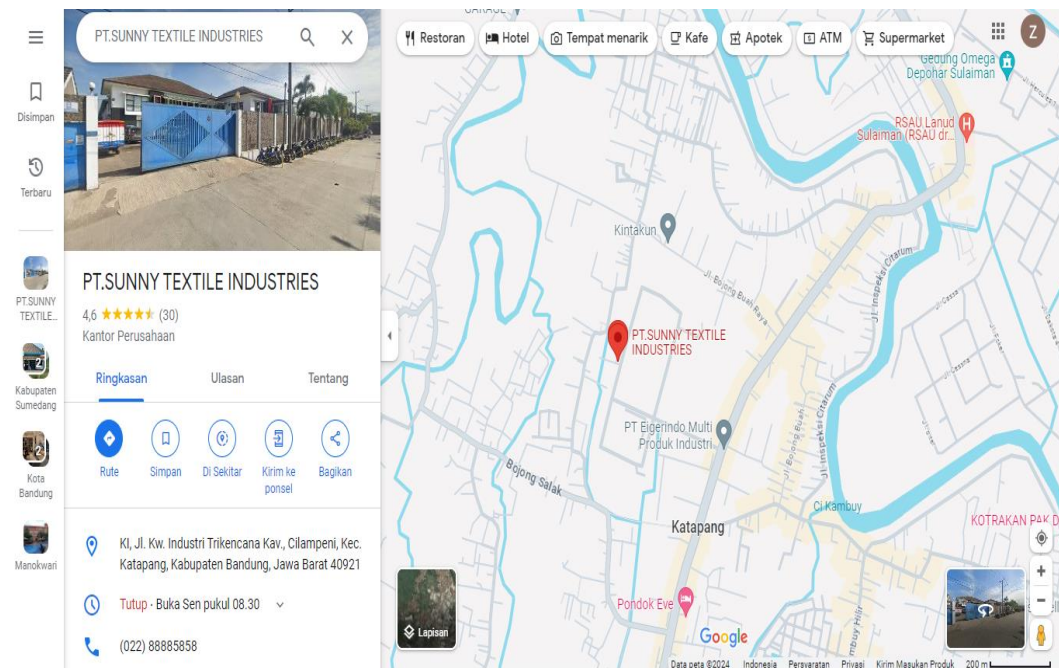 PT.SUNNY TEXTILE INDUSTRIES
Disimpan
Terbaru
PT.SUNNY
TEXTILE...
2
Kabupaten
Sumedang
2
Kota
Bandung
Manokwari
PT.SUNNY TEXTILE INDUSTRIES
4,6 (30)
Kantor Perusahaan
Ringkasan Ulasan Tentang
Rute
Simpan
Di Sekitar
Kirim ke
ponsel
Bagikan
KI, Jl. Kw. Industri Trikencana Kav., Cilampeni, Kec.
Katapang, Kabupaten Bandung, Jawa Barat 40921
Tutup · Buka Sen pukul 08.30
(022) 88885858
Restoran
Hotel
Tempat menarik
Kafe
Apotek
ATM
Supermarket
Z
GARAGE
Gedung Omega
Depohar Sulaiman
RSAU Lanud
Sulaiman (RSAU dr...
H
Kintakun
Jl. Bojong Buah Raya
Jl. Inspeksi Citarum
PT.SUNNY TEXTILE
INDUSTRIES
PT Eigerindo Multi
Produk Industri
Jl. Bojong Buah
Jl. Inspeksi Citarum
Jl. Cessna
Bojong Salak
Ci Kambuy
Katapang
KOTRAKAN PAK D
Pondok Eve
Lapisan
Google
Data peta ©2024 Indonesia Persyaratan Privasi Kirim Masukan Produk 200 m